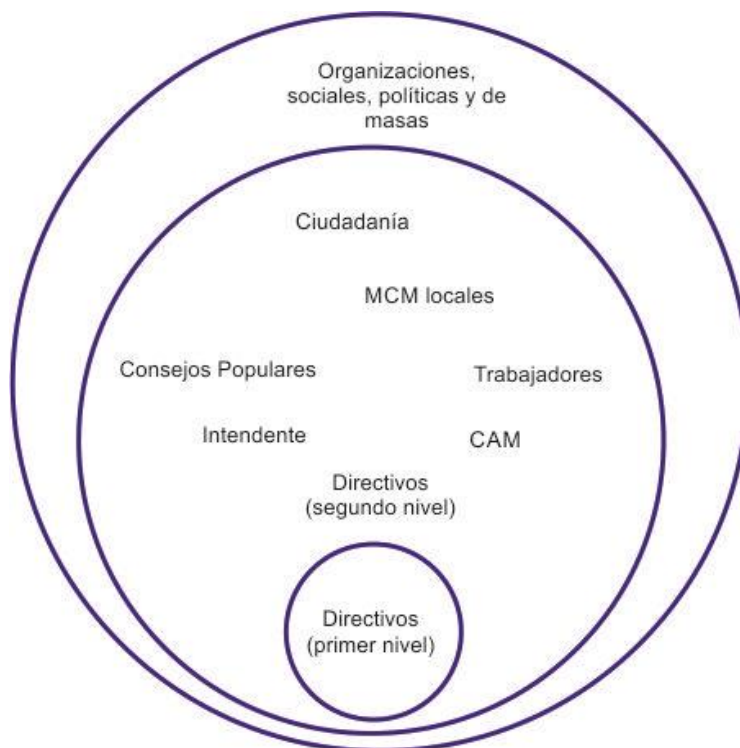 Organizaciones,
sociales, políticas y de
masas
Ciudadanía
MCM locales
Consejos Populares
Trabajadores
Intendente
CAM
Directivos
(segundo nivel)
Directivos
(primer nivel)